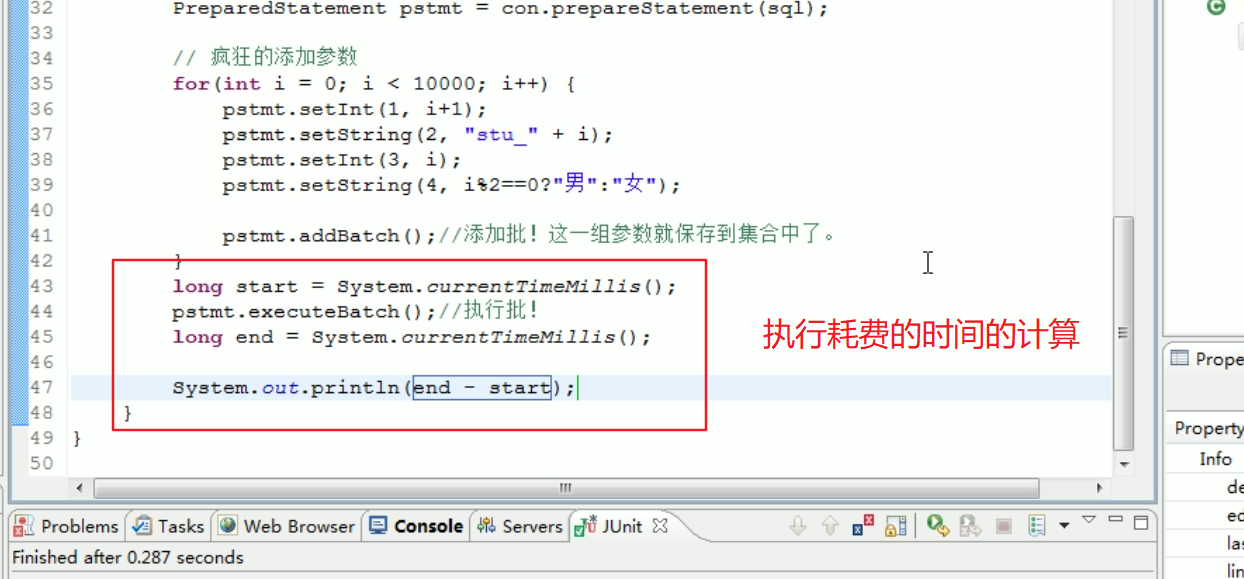 32 PreparedStatement pstmt = con.prepareStatement(sql);
33
34 // 疯狂的添加参数
35 for(int i = 0; i < 10000; i++) {
36 pstmt.setInt(1, i+1);
37 pstmt.setString(2, "stu_" + i);
38 pstmt.setInt(3, i);
39 pstmt.setString(4, i%2==0?"男":"女");
40
41 pstmt.addBatch();//添加批！这一组参数就保存到集合中了。
42 }
43 long start = System.currentTimeMillis();
44 pstmt.executeBatch();//执行批！
45 long end = System.currentTimeMillis();
46
47 System.out.println(end - start);
48 }
49 }
50
执行耗费的时间的计算
Prope
Property
Info
de
ed
las
lin
Problems Tasks Web Browser Console Servers JUnit
Finished after 0.287 seconds